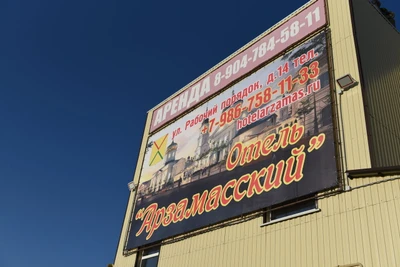 АРЕНДА 8-904-784-58-11
ул. Рабочий порядок, д.14 тел.
+7-986-758-11-33
hotelarzamas.ru
Отель
"Арзамасский"